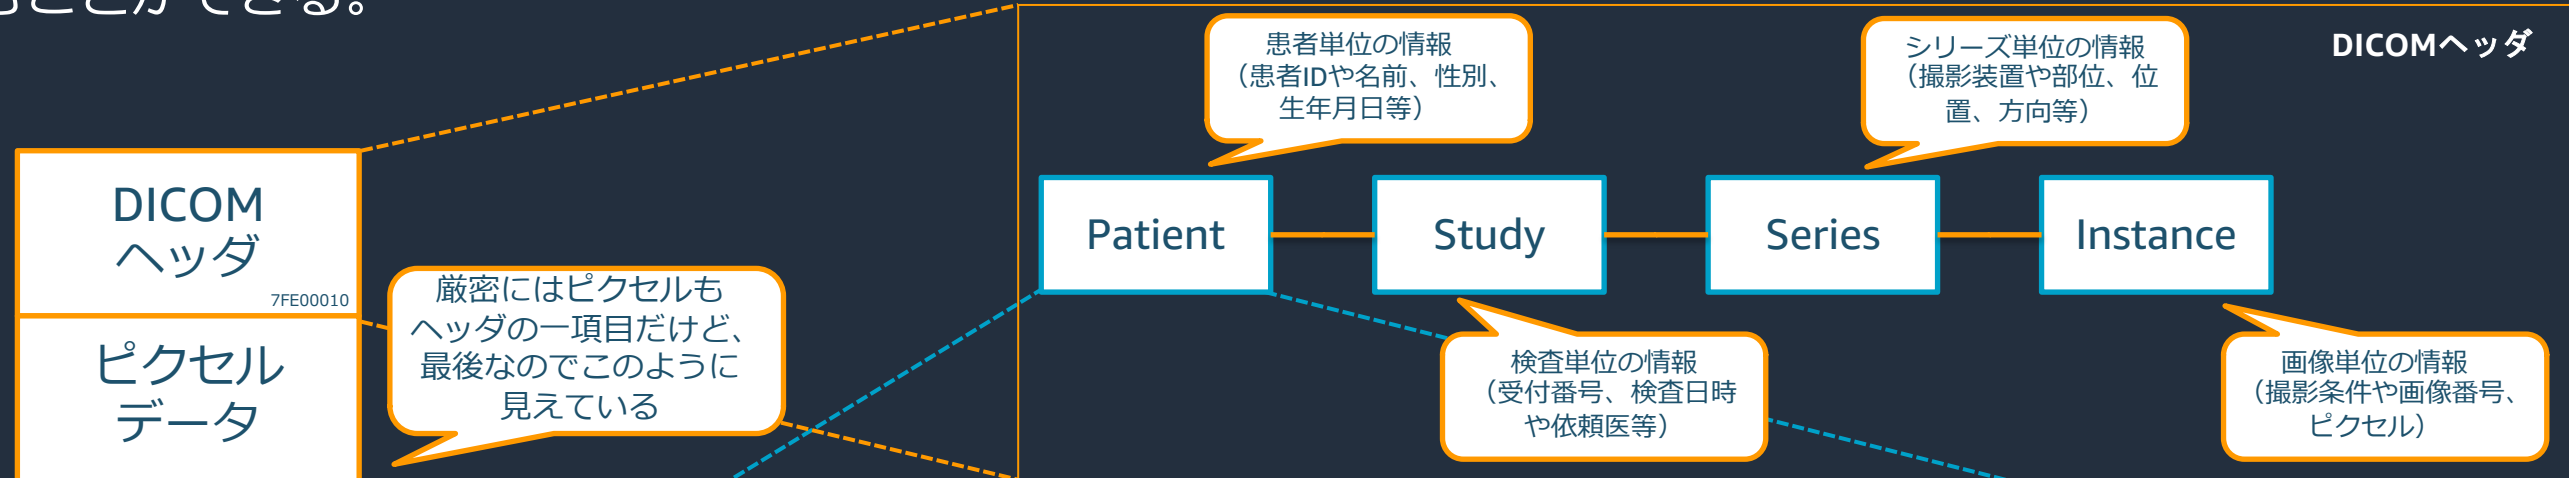 むことができる。
DICOMヘッダ
患者単位の情報
（患者IDや名前、性別、
生年月日等）
シリーズ単位の情報
（撮影装置や部位、位
置、方向等）
Patient
Study
Series
Instance
検査単位の情報
（受付番号、検査日時
や依頼医等）
画像単位の情報
（撮影条件や画像番号、
ピクセル）
DICOM
ヘッダ
7FE00010
ピクセル
データ
厳密にはピクセルも
ヘッダの一項目だけど、
最後なのでこのように
見えている